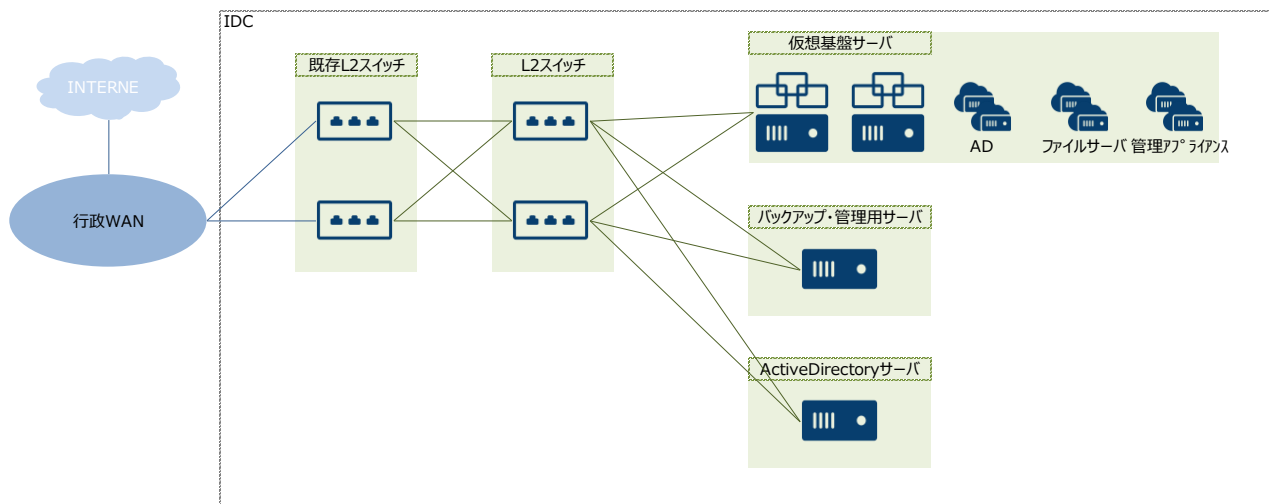 IDC
INTERNE
行政WAN
既存L2スイッチ
L2スイッチ
仮想基盤サーバ
AD
ファイルサーバ
管理ｱﾌﾟﾗｲｱﾝｽ
バックアップ・管理用サーバ
ActiveDirectoryサーバ